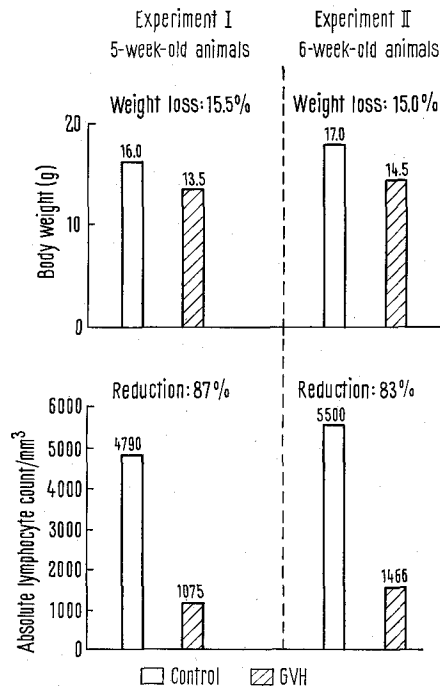 Experiment I
5-week-old animals
Experiment II
6-week-old animals
Weight loss: 15.5%
Weight loss: 15.0%
Body weight (g)
20
10
0
16.0
13.5
17.0
14.5
Reduction: 87%
Reduction: 83%
Absolute lymphocyte count/mm³
6000
5000
4000
3000
2000
1000
0
4790
1075
5500
1466
Control
GVH